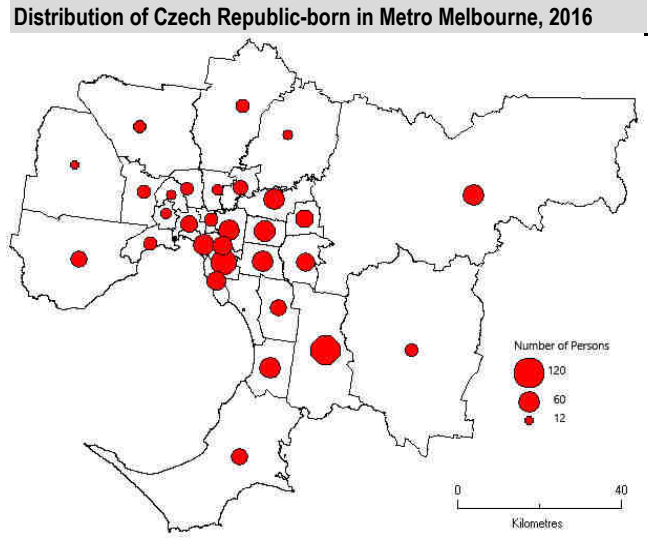 Distribution of Czech Republic-born in Metro Melbourne, 2016
Number of Persons
120
60
12
0 40
Kilometres